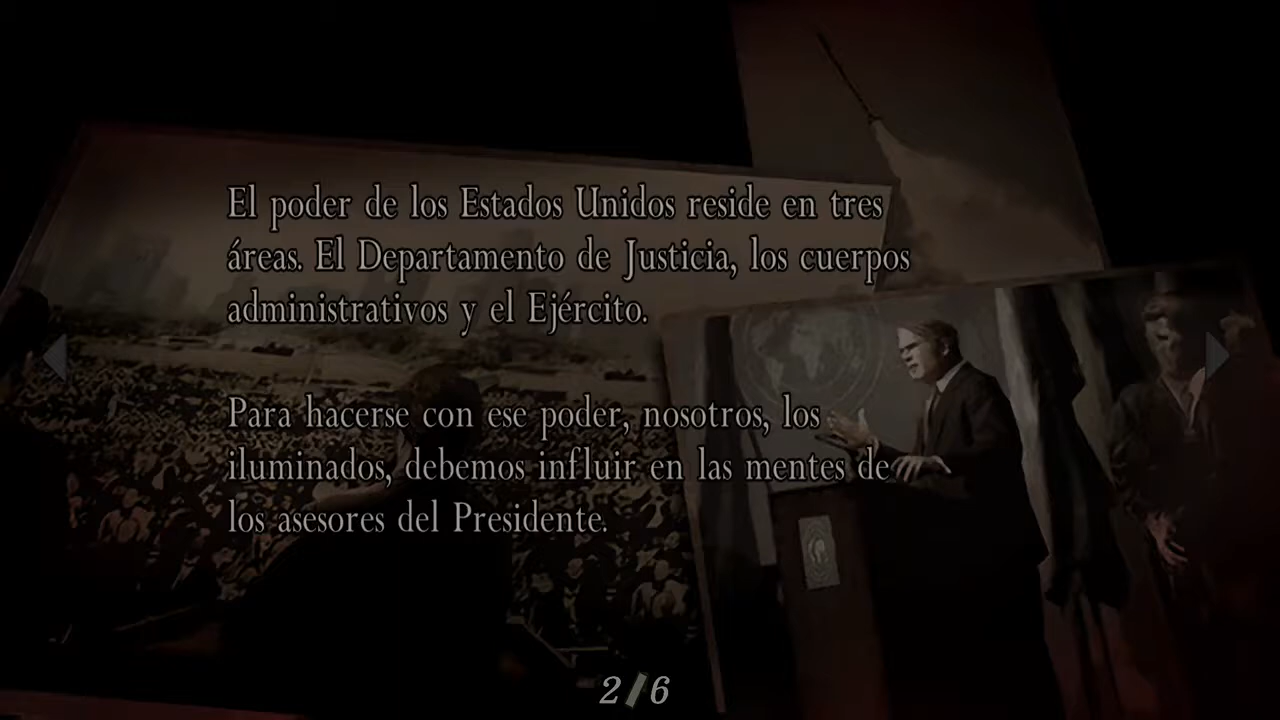 El poder de los Estados Unidos reside en tres
áreas. El Departamento de Justicia, los cuerpos
administrativos y el Ejército.
Para hacerse con ese poder, nosotros, los
iluminados, debemos influir en las mentes de
los asesores del Presidente.
2/6